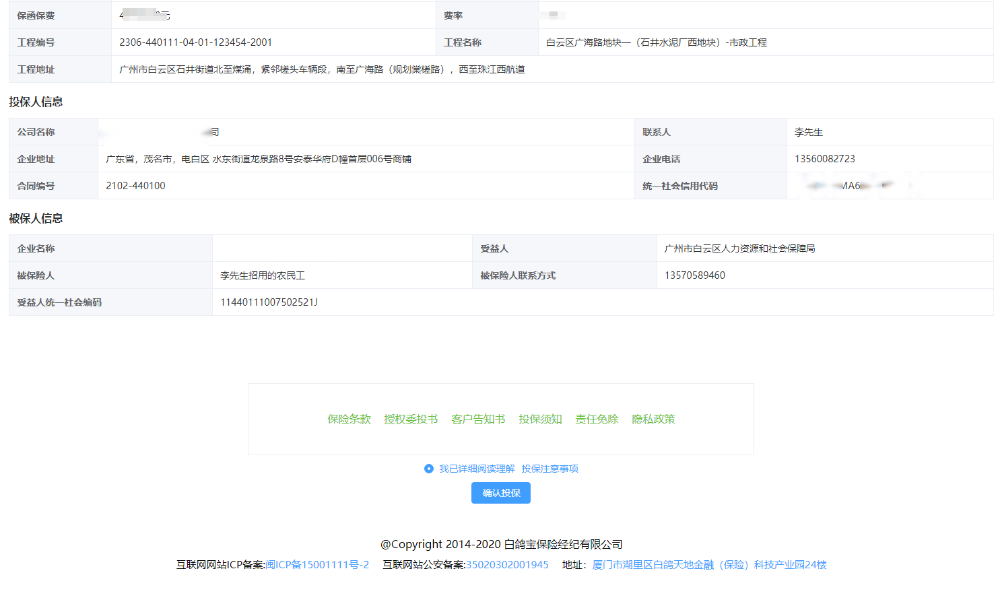 保函保费 元 费率
工程编号 2306-440111-04-01-123454-2001 工程名称 白云区广海路地块一（石井水泥厂西地块）-市政工程
工程地址 广州市白云区石井街道北至煤涌，紧邻槎头车辆段，南至广海路（规划棠槎路），西至珠江西航道
投保人信息
公司名称 司 联系人 李先生
企业地址 广东省，茂名市，电白区 水东街道龙泉路8号安泰华府D幢首层006号商铺 企业电话 13560082723
合同编号 2102-440100 统一社会信用代码 MA6
被保人信息
企业名称 受益人 广州市白云区人力资源和社会保障局
被保险人 李先生招用的农民工 被保险人联系方式 13570589460
受益人统一社会编码 11440111007502521J
保险条款 授权委投书 客户告知书 投保须知 责任免除 隐私政策
我已详细阅读理解 投保注意事项
确认投保
@Copyright 2014-2020 白鸽宝保险经纪有限公司
互联网网站ICP备案:闽ICP备15001111号-2 互联网站公安备案:35020302001945 地址：厦门市湖里区白鸽天地金融（保险）科技产业园24楼